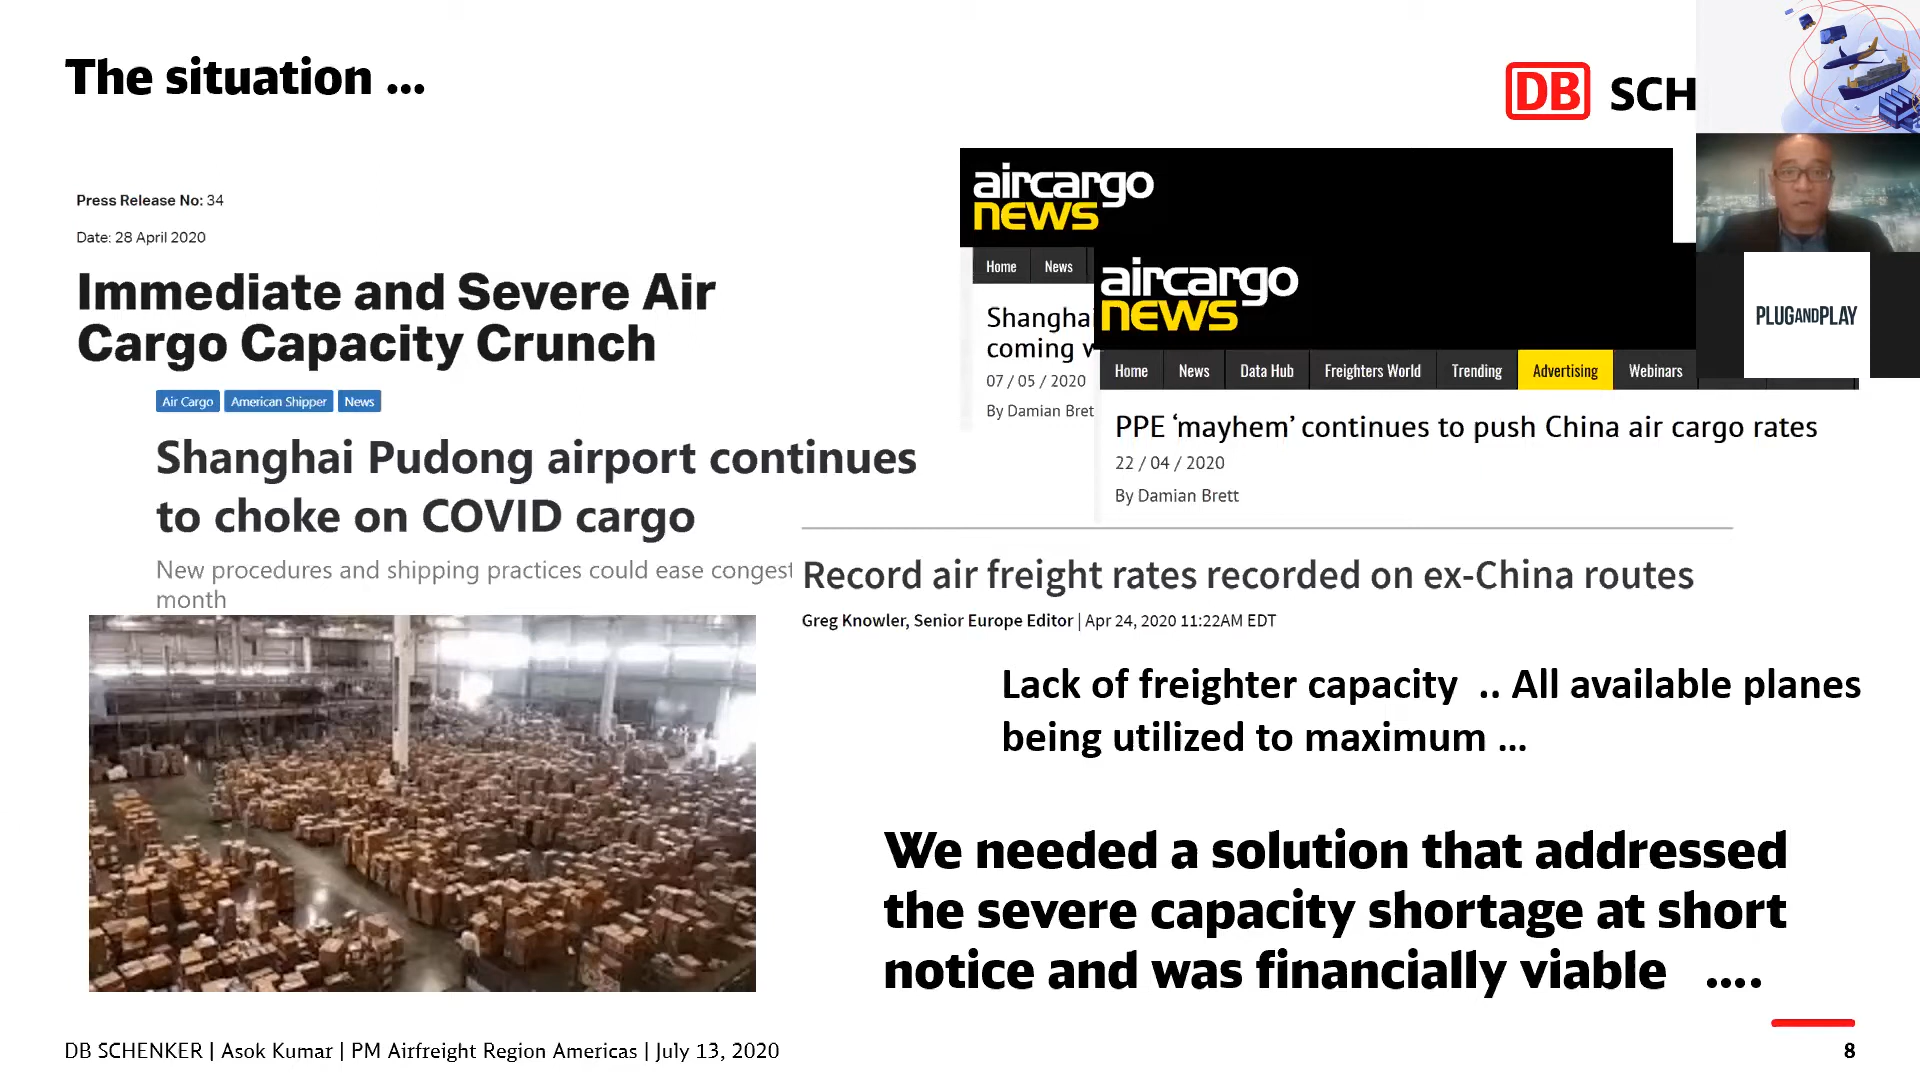 The situation ...
DB SCH
Press Release No: 34
Date: 28 April 2020
Immediate and Severe Air
Cargo Capacity Crunch
Air Cargo American Shipper News
Shanghai Pudong airport continues
to choke on COVID cargo
New procedures and shipping practices could ease congest
month
aircargo
NEWS
Home News
Shangha
coming
07 / 05 / 2020
By Damian Bret
aircargo
NEWS
Home News Data Hub Freighters World Trending Advertising Webinars
PPE ‘mayhem’ continues to push China air cargo rates
22 / 04 / 2020
By Damian Brett
PLUGANDPLAY
Record air freight rates recorded on ex-China routes
Greg Knowler, Senior Europe Editor | Apr 24, 2020 11:22AM EDT
Lack of freighter capacity .. All available planes
being utilized to maximum ...
We needed a solution that addressed
the severe capacity shortage at short
notice and was financially viable ....
DB SCHENKER | Asok Kumar | PM Airfreight Region Americas | July 13, 2020
8